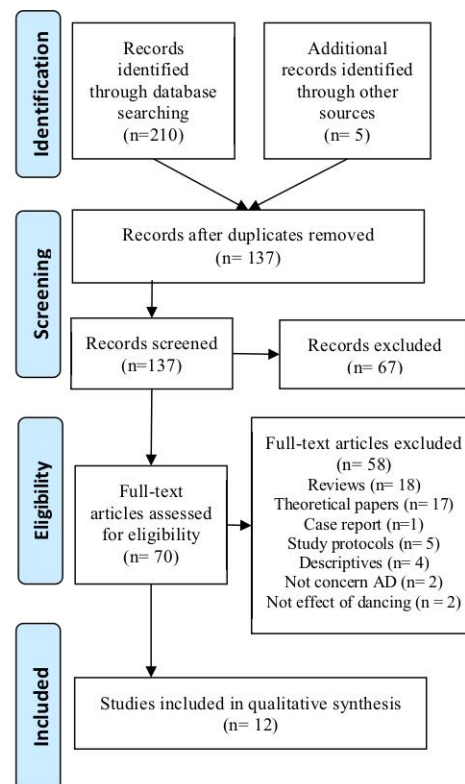 Identification
Records
identified
through database
searching
(n=210)
Additional
records identified
through other
sources
(n= 5)
Screening
Records after duplicates removed
(n= 137)
Records screened
(n=137)
Records excluded
(n= 67)
Eligibility
Full-text
articles assessed
for eligibility
(n= 70)
Full-text articles excluded
(n= 58)
Reviews (n= 18)
Theoretical papers (n= 17)
Case report (n=1)
Study protocols (n= 5)
Descriptives (n= 4)
Not concern AD (n= 2)
Not effect of dancing (n = 2)
Included
Studies included in qualitative synthesis
(n= 12)